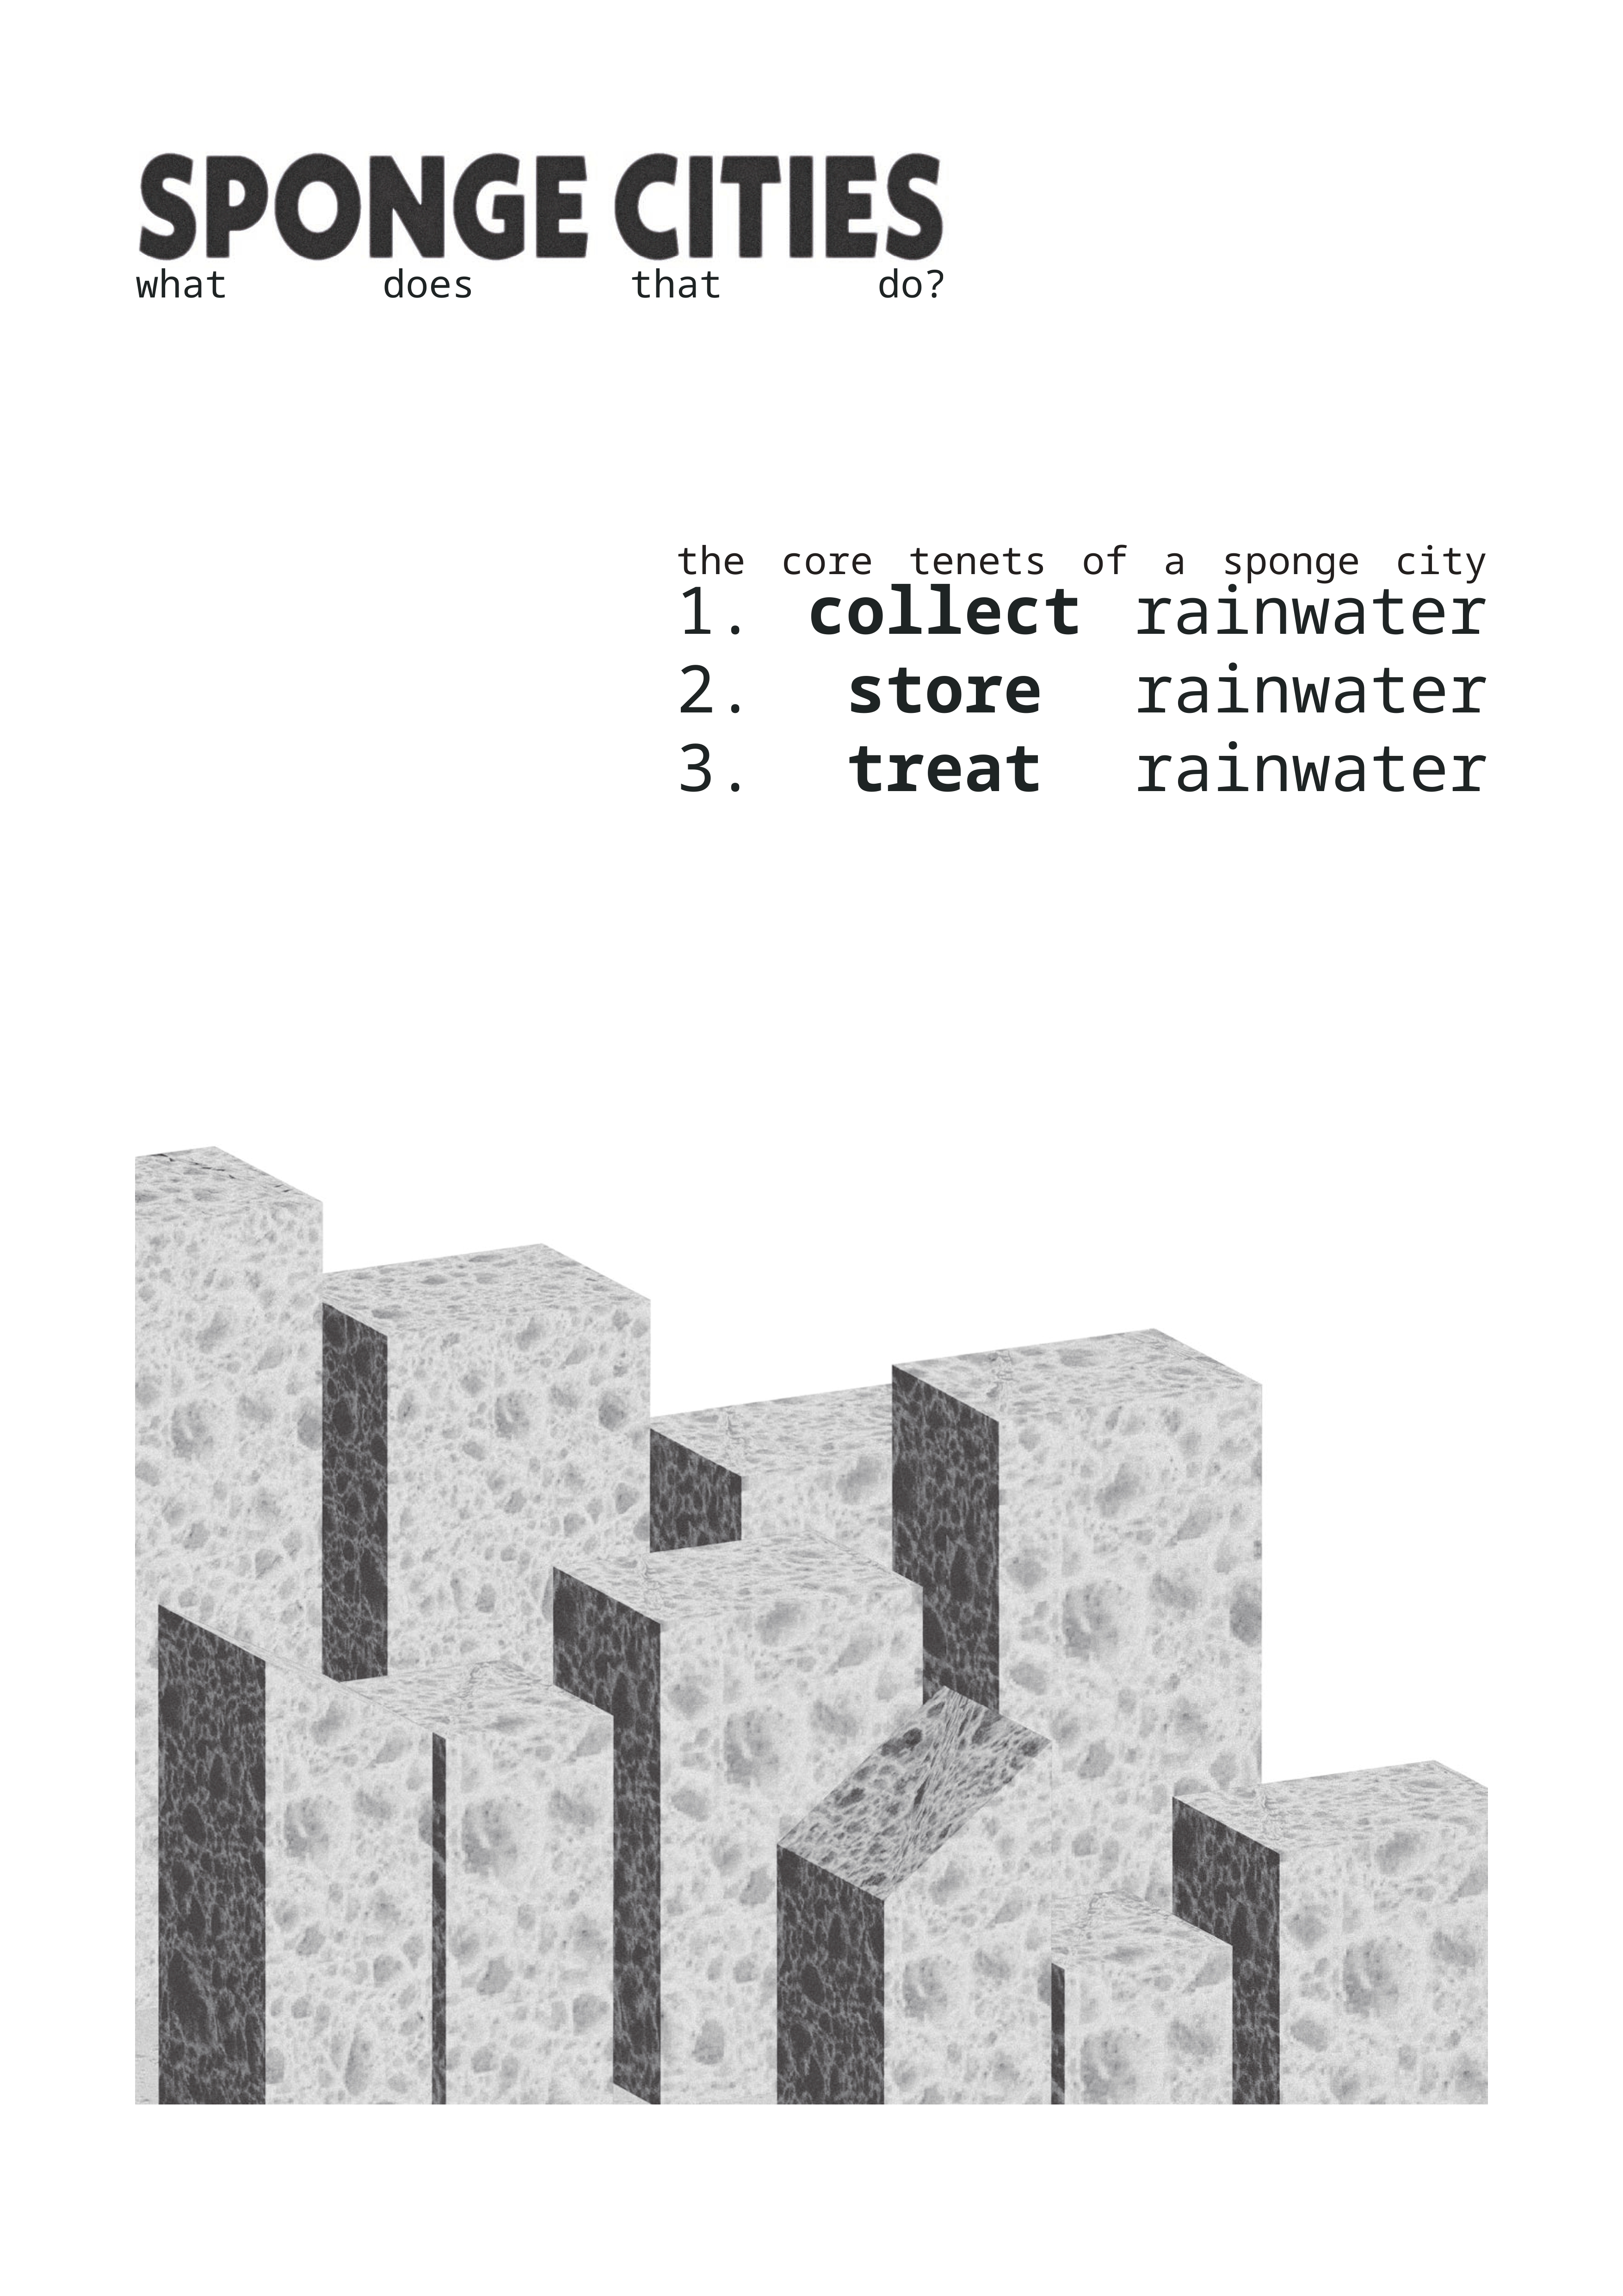 SPONGE CITIES
what does that do?
the core tenets of a sponge city
1. collect rainwater
2. store rainwater
3. treat rainwater